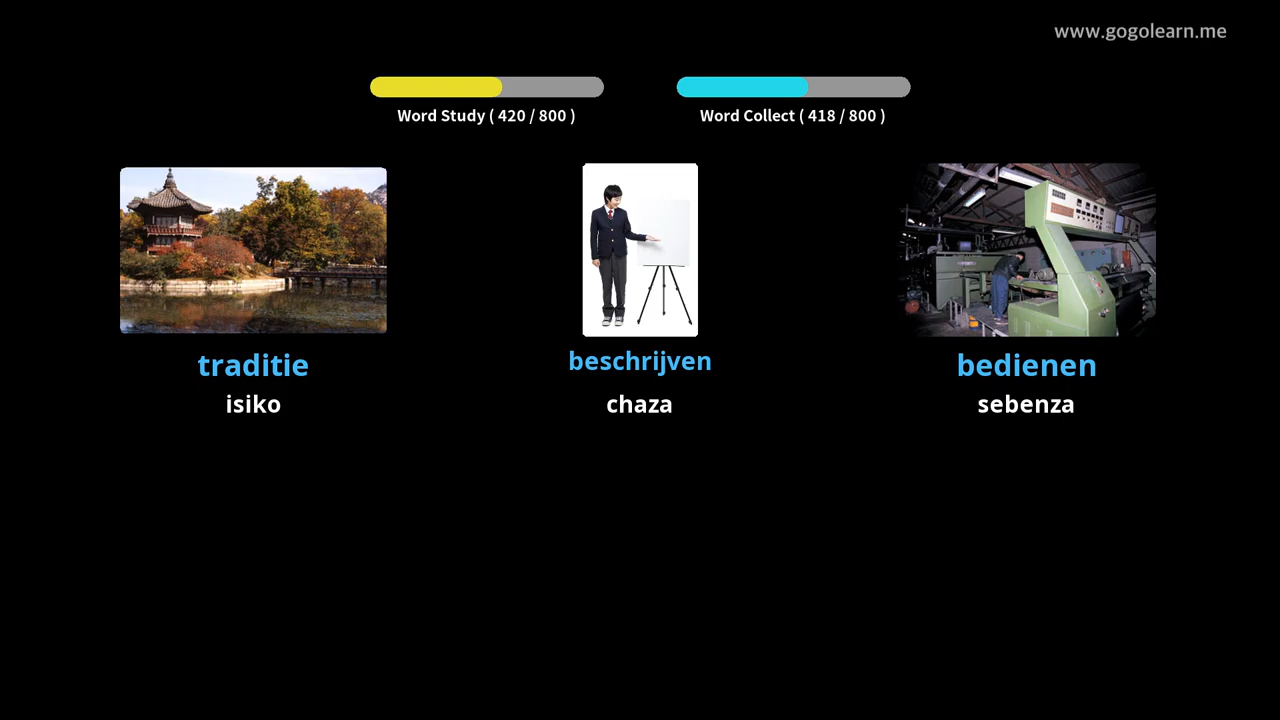 www.gogolearn.me
Word Study ( 420 / 800 )
Word Collect ( 418 / 800 )
traditie
isiko
beschrijven
chaza
bedienen
sebenza